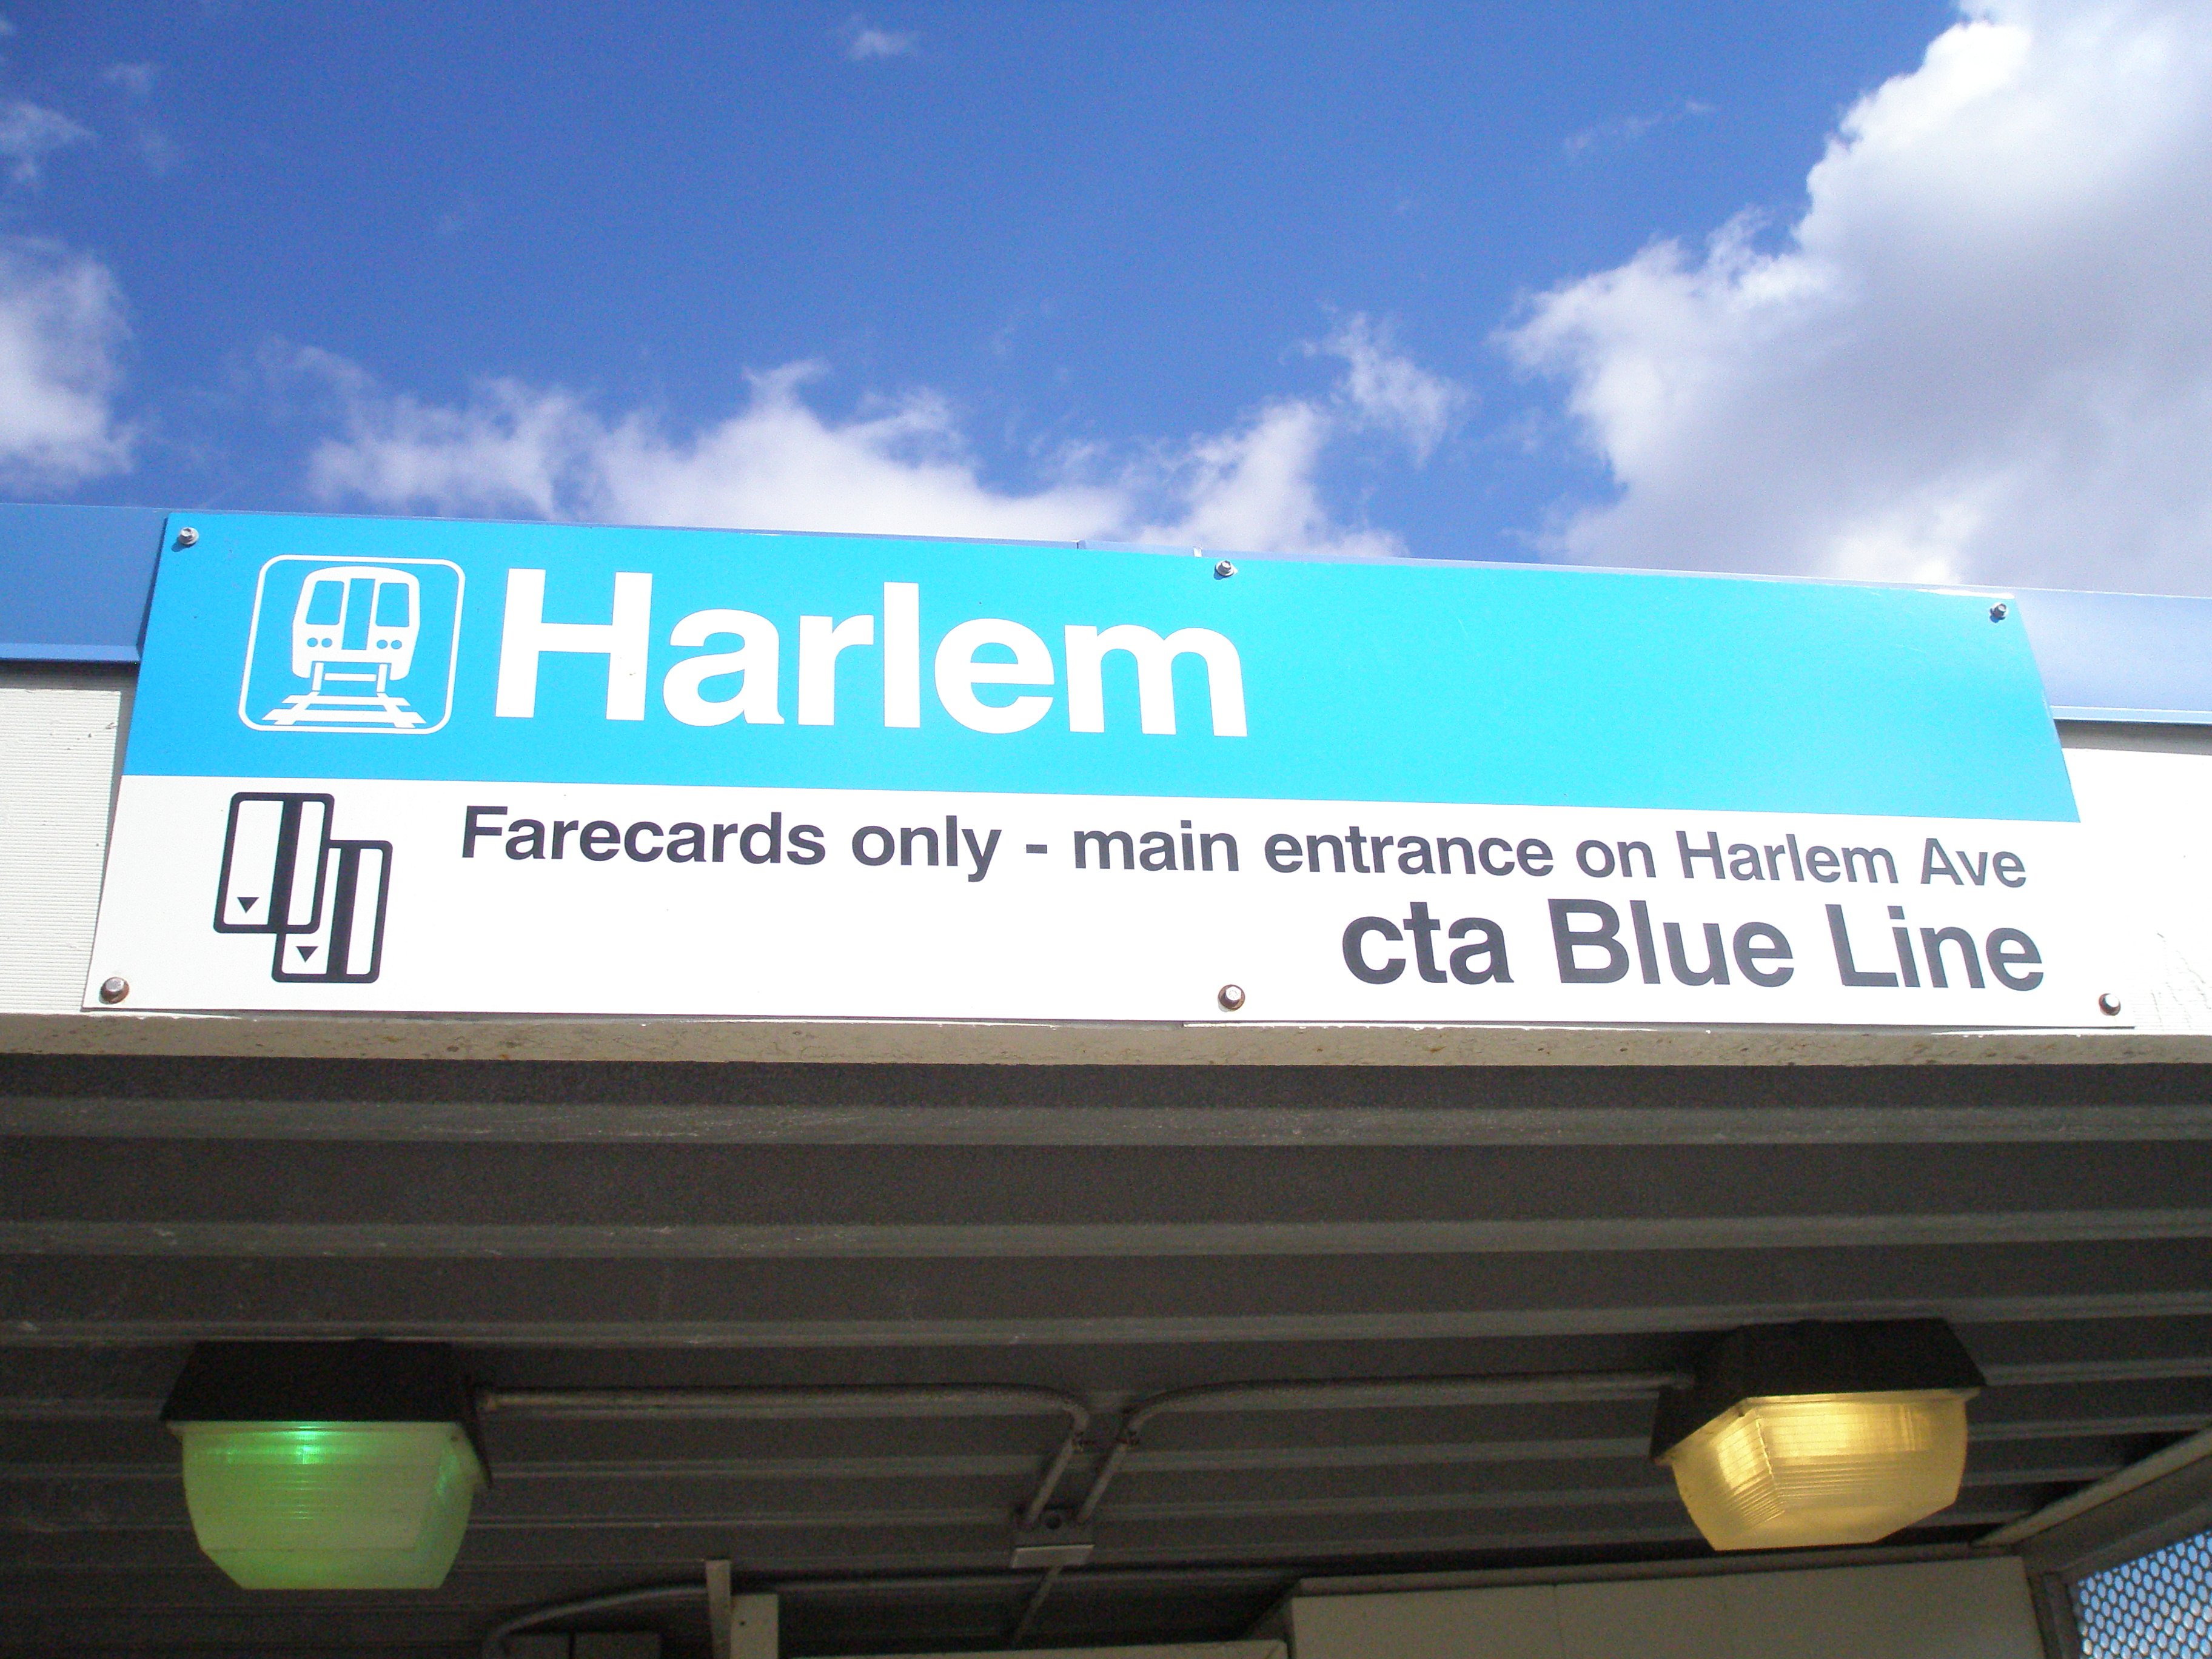 Harlem
Farecards only - main entrance on Harlem Ave
cta Blue Line